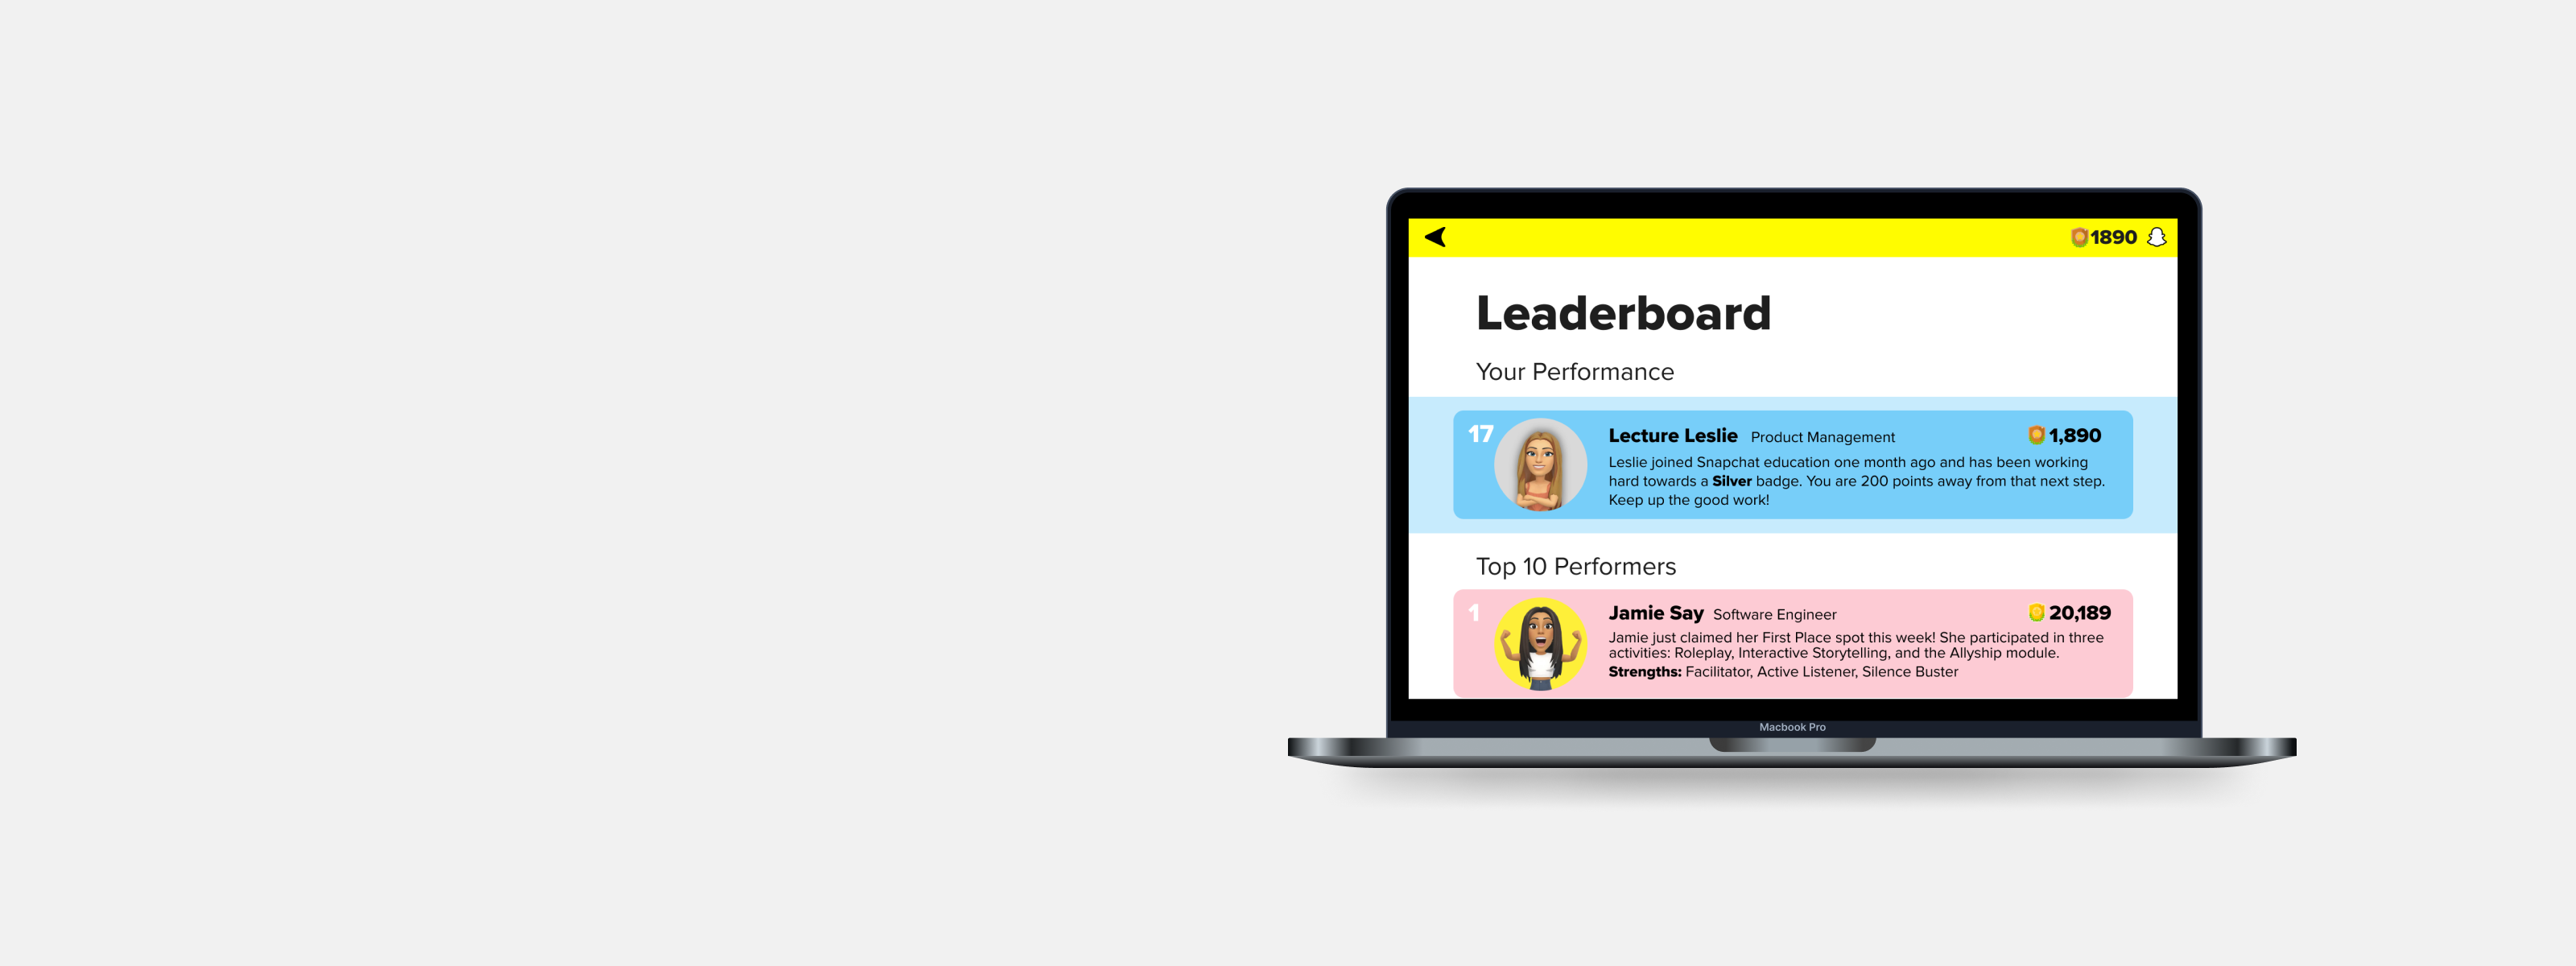 1890
Leaderboard
Your Performance
17
Lecture Leslie Product Management 1,890
Leslie joined Snapchat education one month ago and has been working
hard towards a Silver badge. You are 200 points away from that next step.
Keep up the good work!
Top 10 Performers
1
Jamie Say Software Engineer 20,189
Jamie just claimed her First Place spot this week! She participated in three
activities: Roleplay, Interactive Storytelling, and the Allyship module.
Strengths: Facilitator, Active Listener, Silence Buster
Macbook Pro